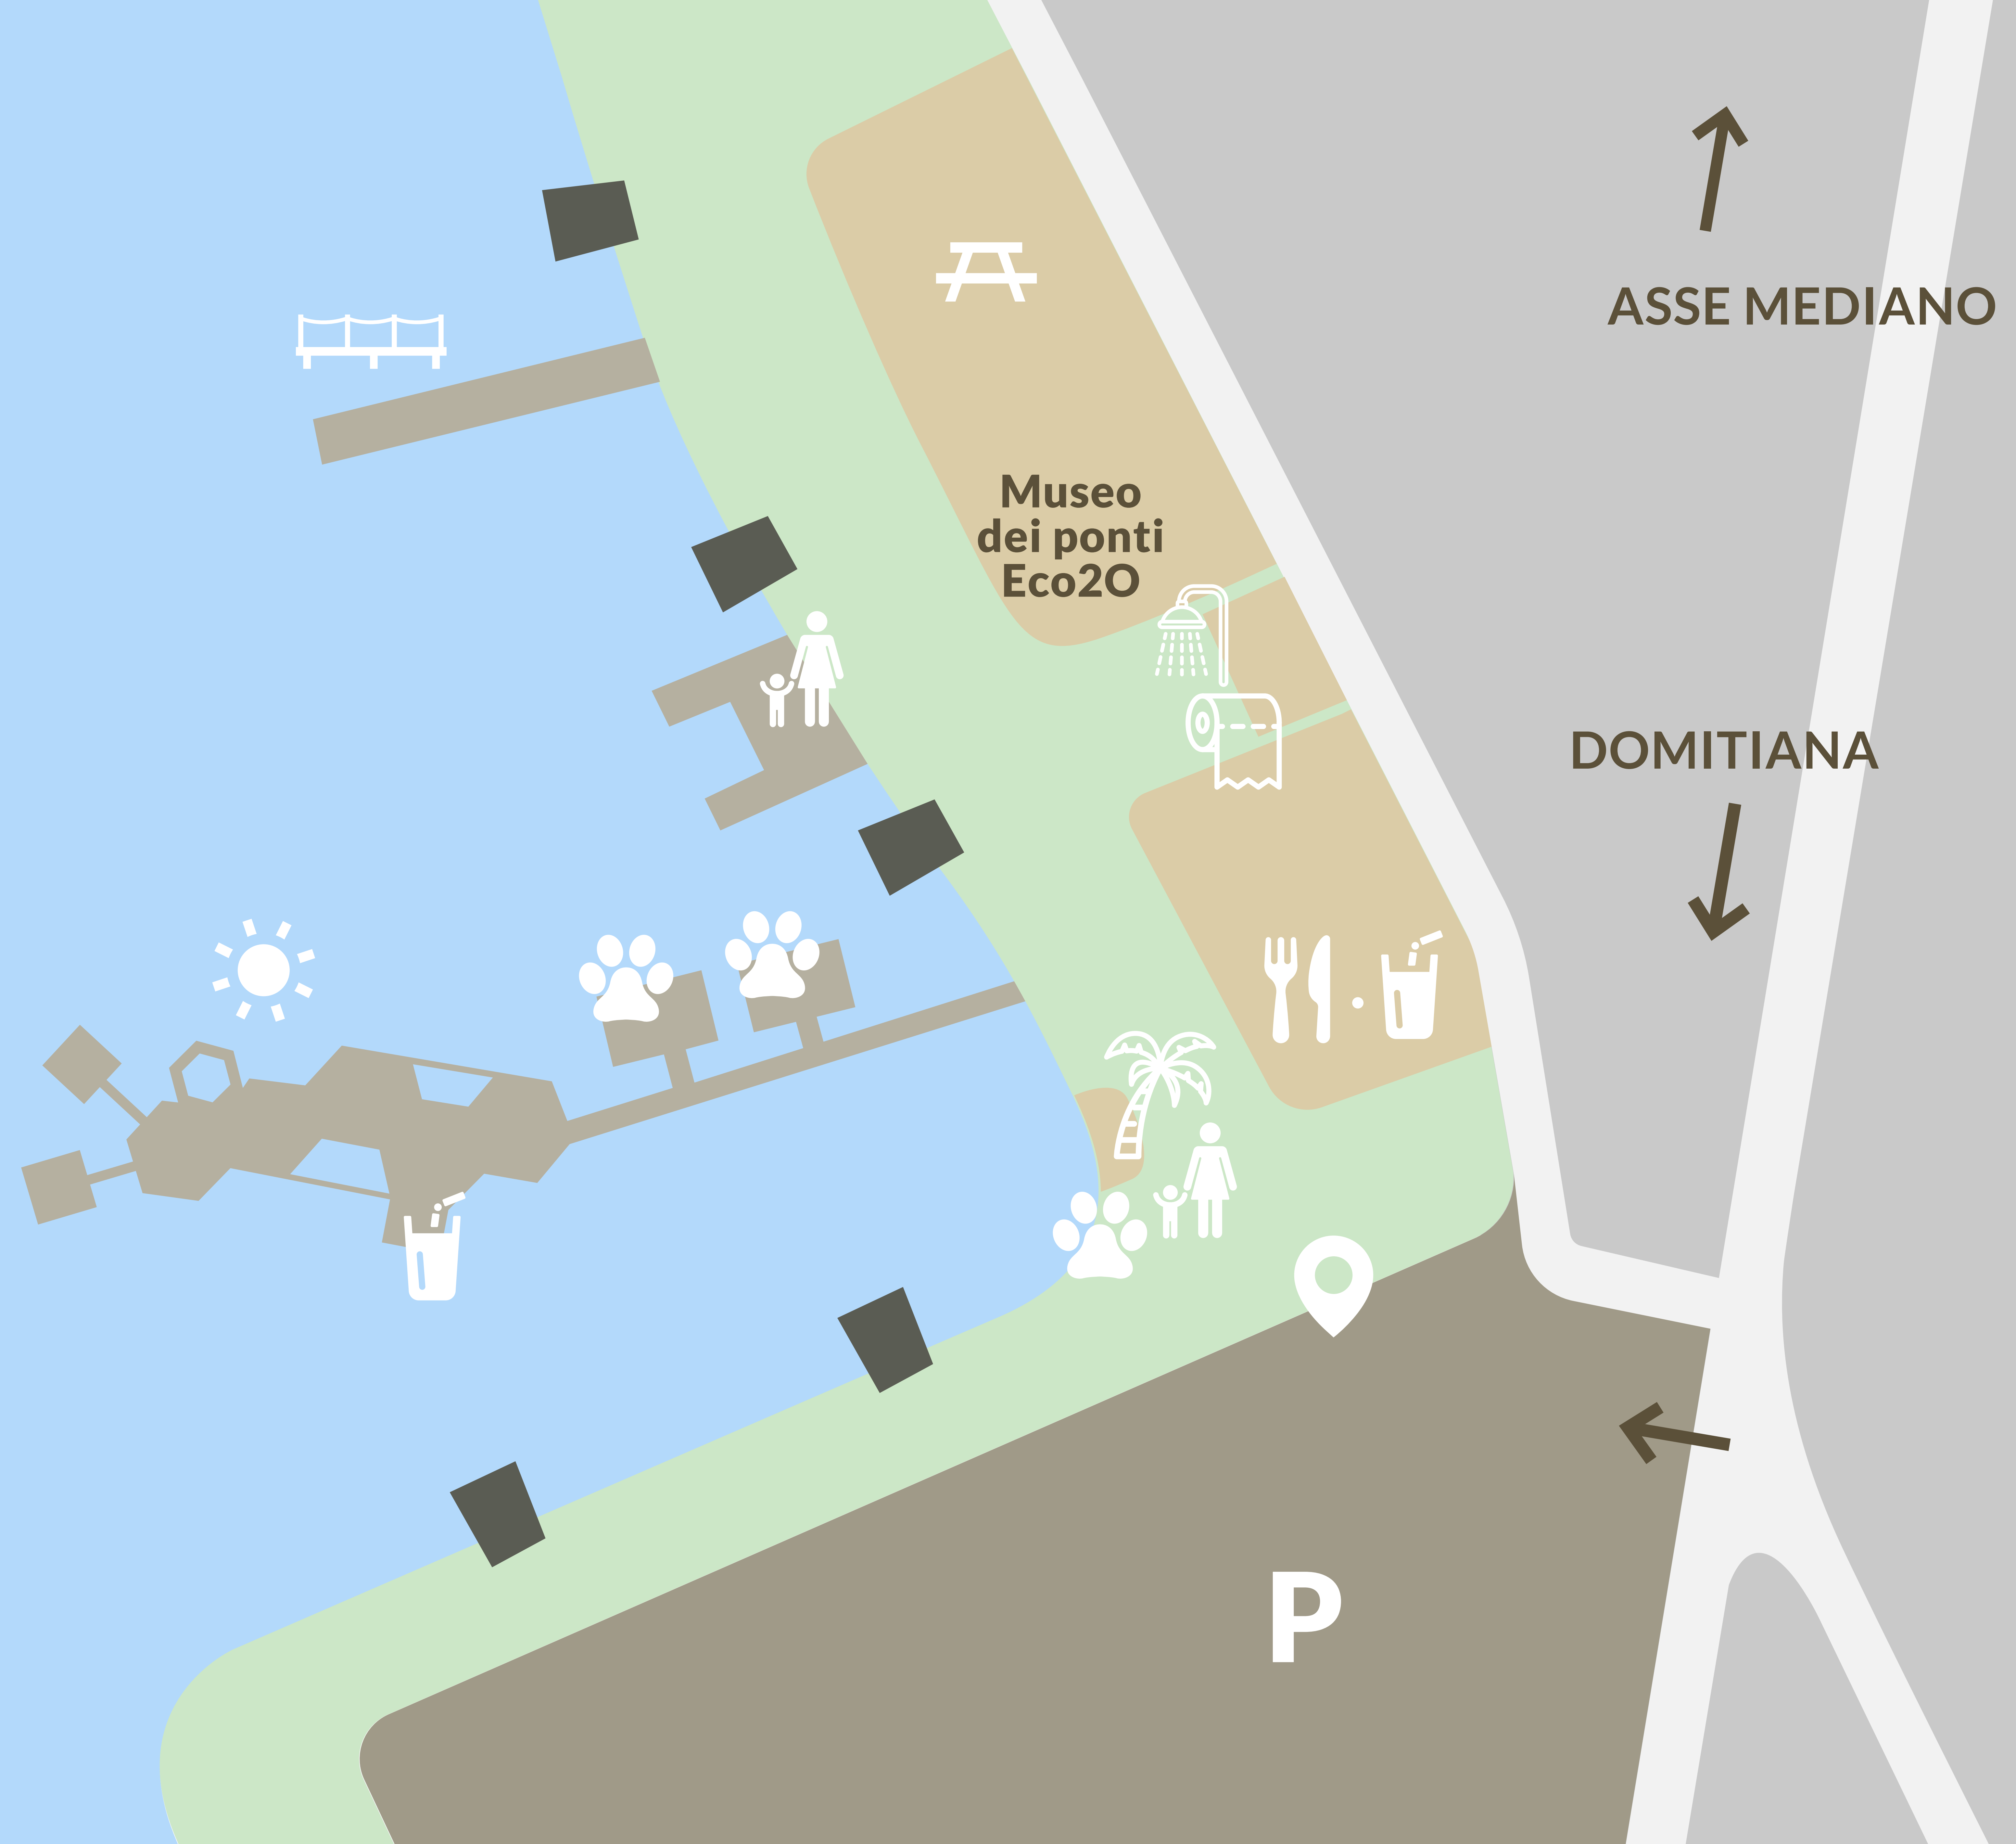 ASSE MEDIANO
Museo
dei ponti
Eco2O
DOMITIANA
P